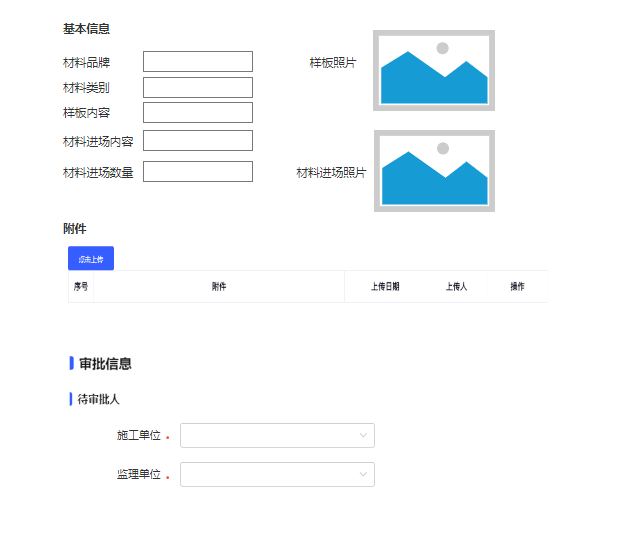 基本信息
材料品牌
样板照片
材料类别
样板内容
材料进场内容
材料进场数量
材料进场照片
附件
点击上传
序号 附件 上传日期 上传人 操作
审批信息
待审批人
施工单位 *
监理单位 *